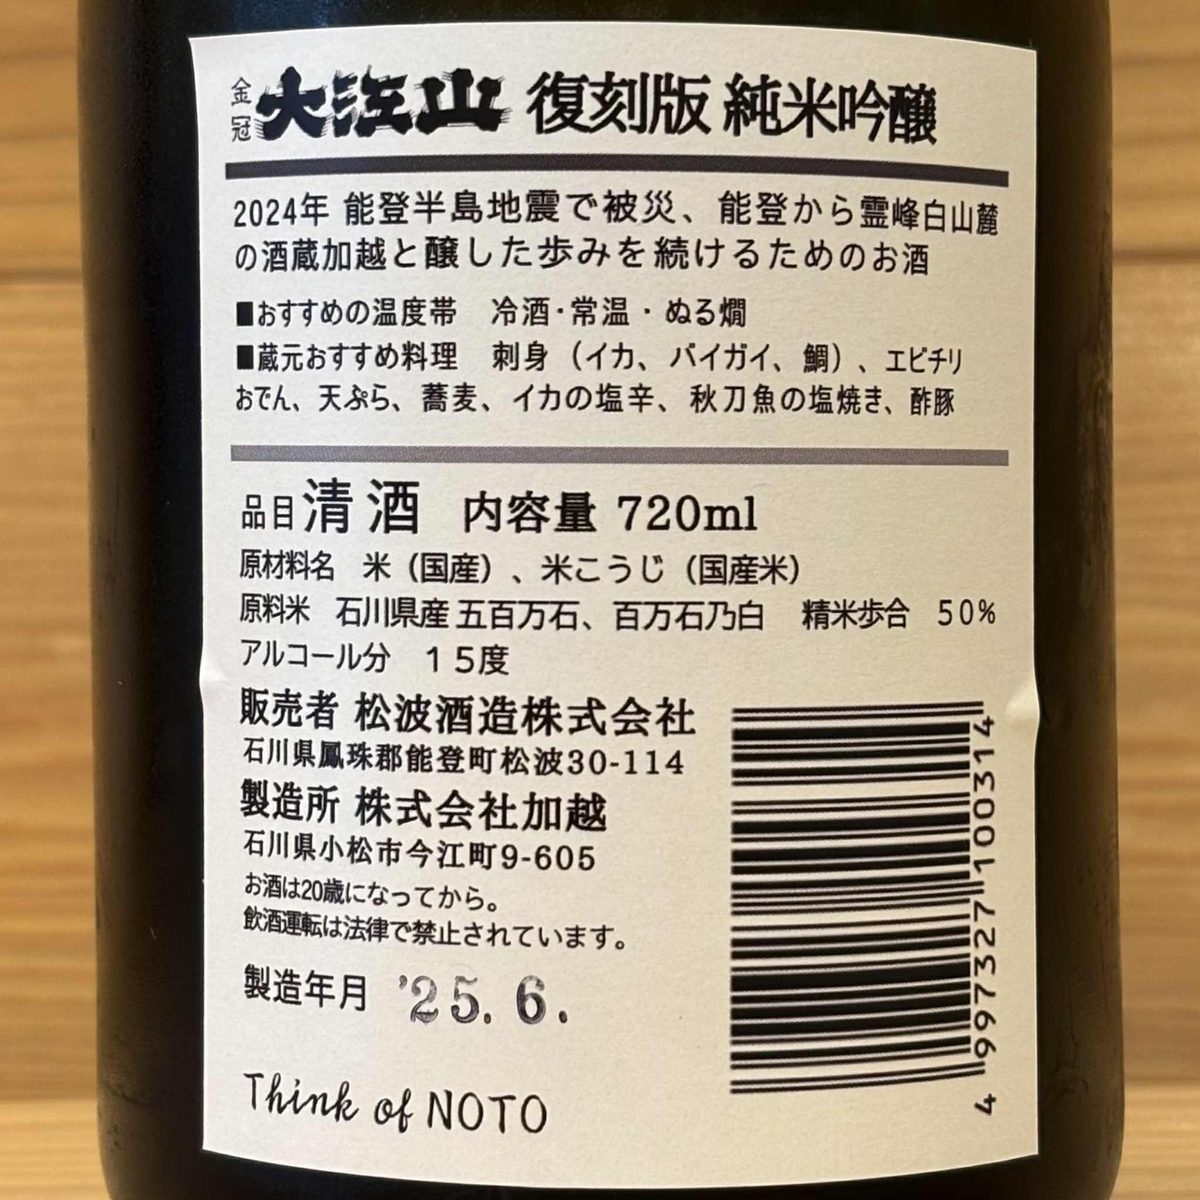 金冠 大江山 復刻版 純米吟醸
2024年 能登半島地震で被災、能登から霊峰白山麓
の酒蔵加越と醸した歩みを続けるためのお酒
■おすすめの温度帯 冷酒・常温・ぬる燗
■蔵元おすすめ料理 刺身（イカ、バイガイ、鯛）、エビチリ
おでん、天ぷら、蕎麦、イカの塩辛、秋刀魚の塩焼き、酢豚
品目 清酒 内容量 720ml
原材料名 米（国産）、米こうじ（国産米）
原料米 石川県産 五百万石、百万石乃白 精米歩合 50%
アルコール分 15度
販売者 松波酒造株式会社
石川県鳳珠郡能登町松波30-114
製造所 株式会社加越
石川県小松市今江町9-605
お酒は20歳になってから。
飲酒運転は法律で禁止されています。
製造年月 '25.6.
Think of NOTO
4 997327 100314